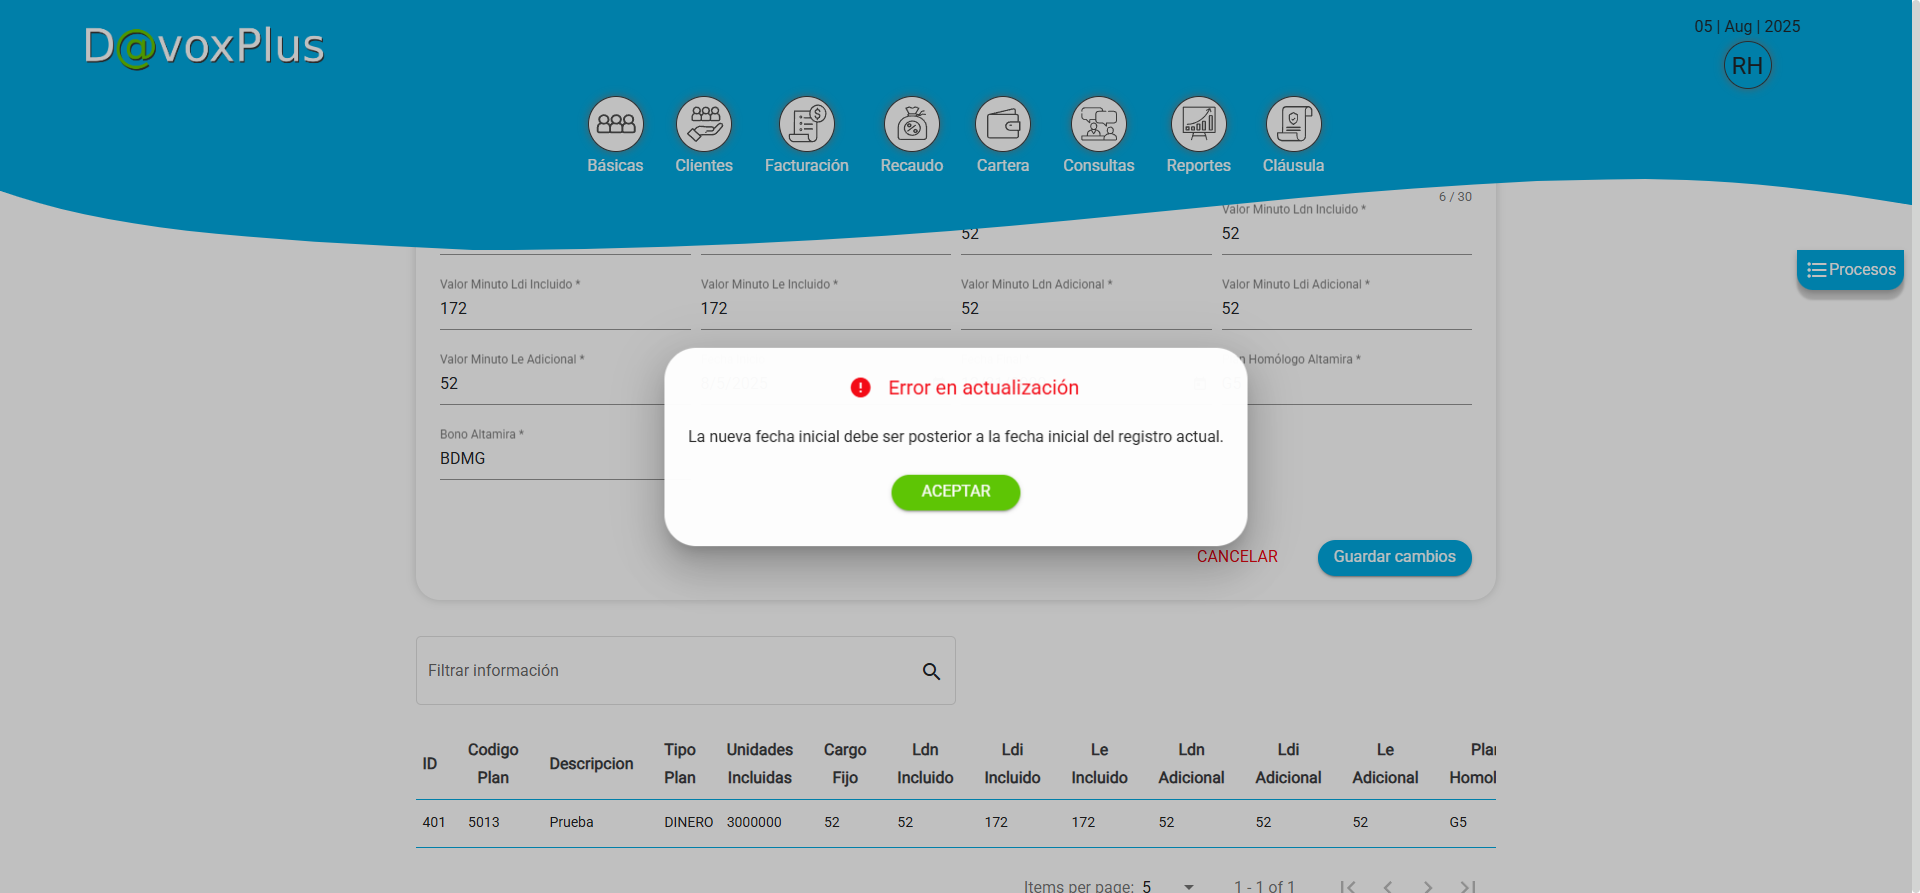 D@voxPlus
05 | Aug | 2025
RH
Básicas
Clientes
Facturación
Recaudo
Cartera
Consultas
Reportes
Cláusula
6 / 30
Valor Minuto Ldn Incluido *
52
52
Procesos
Valor Minuto Ldi Incluido *
Valor Minuto Le Incluido *
Valor Minuto Ldn Adicional *
Valor Minuto Ldi Adicional *
172
172
52
52
Valor Minuto Le Adicional *
n Homólogo Altamira *
52
Error en actualización
La nueva fecha inicial debe ser posterior a la fecha inicial del registro actual.
ACEPTAR
Bono Altamira *
BDMG
CANCELAR
Guardar cambios
Filtrar información
ID
Codigo Plan
Descripcion
Tipo Plan
Unidades Incluidas
Cargo Fijo
Ldn Incluido
Ldi Incluido
Le Incluido
Ldn Adicional
Ldi Adicional
Le Adicional
Plan Homol
401
5013
Prueba
DINERO
3000000
52
52
172
172
52
52
52
G5
Items per page:
5
1 - 1 of 1